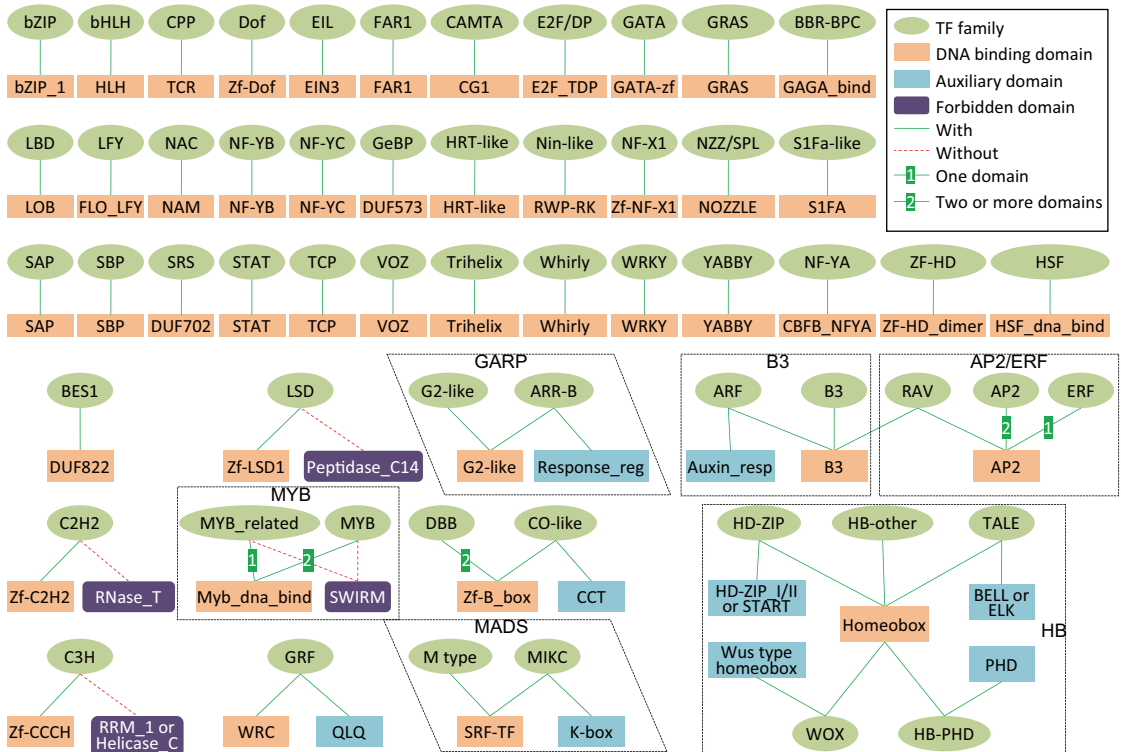 bZIP bHLH CPP Dof EIL FAR1 CAMTA E2F/DP GATA GRAS BBR-BPC
bZIP_1 HLH TCR Zf-Dof EIN3 FAR1 CG1 E2F_TDP GATA-zf GRAS GAGA_bind
TF family
DNA binding domain
Auxiliary domain
Forbidden domain
With
Without
1 One domain
2 Two or more domains
LBD LFY NAC NF-YB NF-YC GeBP HRT-like Nin-like NF-X1 NZZ/SPL S1Fa-like
LOB FLO_LFY NAM NF-YB NF-YC DUF573 HRT-like RWP-RK Zf-NF-X1 NOZZLE S1FA
SAP SBP SRS STAT TCP VOZ Trihelix Whirly WRKY YABBY NF-YA ZF-HD HSF
SAP SBP DUF702 STAT TCP VOZ Trihelix Whirly WRKY YABBY CBFB_NFYA ZF-HD_dimer HSF_dna_bind
BES1
DUF822
LSD
Zf-LSD1 Peptidase_C14
GARP
G2-like ARR-B
G2-like Response_reg
B3
ARF B3
Auxin_resp B3
AP2/ERF
RAV AP2 ERF
2 1
AP2
C2H2
Zf-C2H2 RNase_T
MYB
MYB_related MYB
1 2
Myb_dna_bind SWIRM
DBB CO-like
2
Zf-B_box CCT
HD-ZIP HB-other TALE
HD-ZIP_I/II
or START
BELL or
ELK
Homeobox
HB
Wus type
homeobox
PHD
WOX HB-PHD
C3H
Zf-CCCH RRM_1 or
Helicase_C
GRF
WRC QLQ
MADS
M type MIKC
SRF-TF K-box